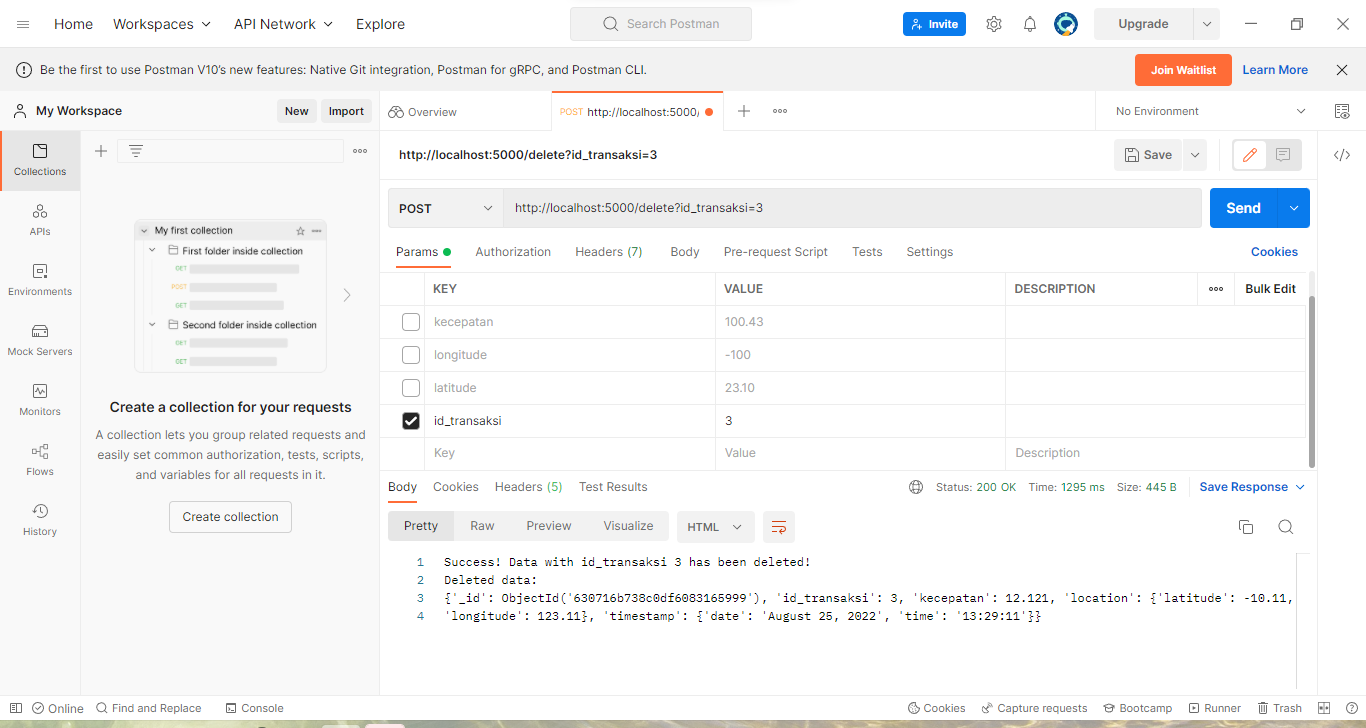 Home Workspaces API Network Explore Search Postman Invite Upgrade
Be the first to use Postman V10's new features: Native Git integration, Postman for gRPC, and Postman CLI. Join Waitlist Learn More
My Workspace New Import Overview POST http://localhost:5000/ No Environment
Collections
APIs
Environments
Mock Servers
Monitors
Flows
History
My first collection
First folder inside collection
GET
POST
GET
Second folder inside collection
GET
GET
Create a collection for your requests
A collection lets you group related requests and
easily set common authorization, tests, scripts,
and variables for all requests in it.
Create collection
http://localhost:5000/delete?id_transaksi=3 Save
POST http://localhost:5000/delete?id_transaksi=3 Send
Params Authorization Headers (7) Body Pre-request Script Tests Settings Cookies
KEY VALUE DESCRIPTION Bulk Edit
kecepatan 100.43
longitude -100
latitude 23.10
id_transaksi 3
Key Value Description
Body Cookies Headers (5) Test Results Status: 200 OK Time: 1295 ms Size: 445 B Save Response
Pretty Raw Preview Visualize HTML
1 Success! Data with id_transaksi 3 has been deleted!
2 Deleted data:
3 {'_id': ObjectId('630716b738c0df6083165999'), 'id_transaksi': 3, 'kecepatan': 12.121, 'location': {'latitude': -10.11,
4 'longitude': 123.11}, 'timestamp': {'date': 'August 25, 2022', 'time': '13:29:11'}}
Online Find and Replace Console Cookies Capture requests Bootcamp Runner Trash